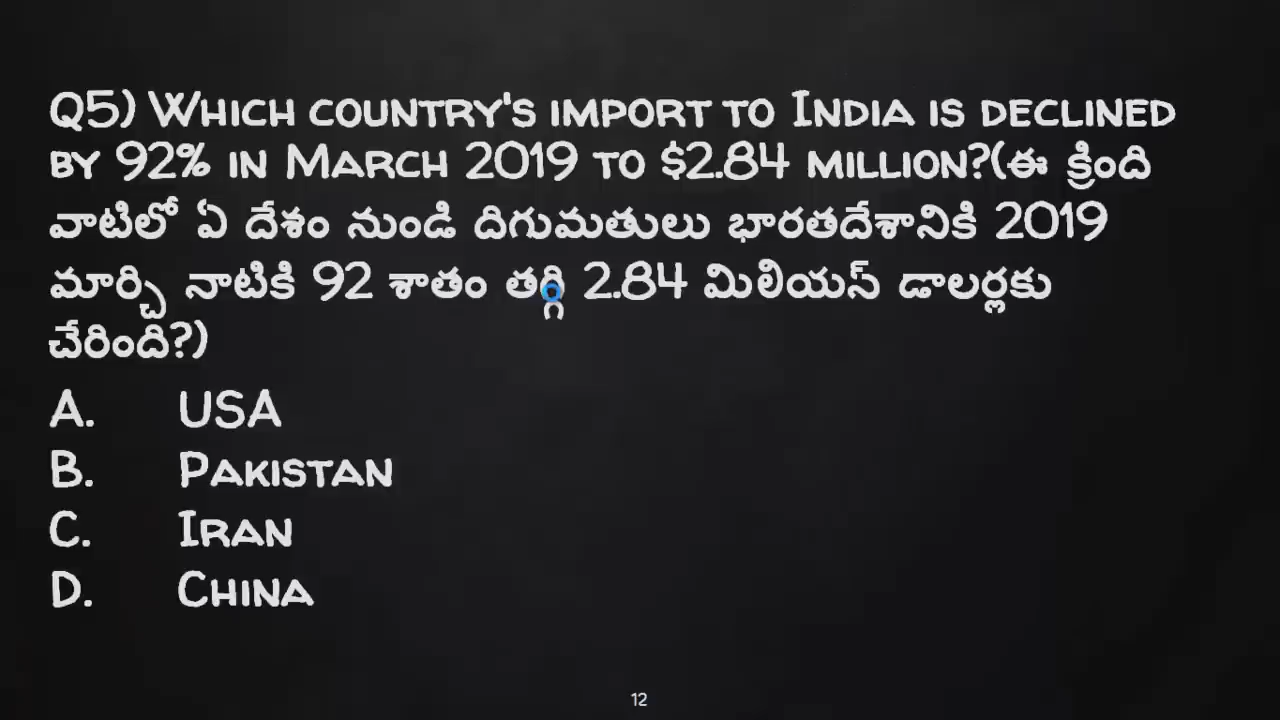 Q5) Which country's import to India is declined
by 92% in March 2019 to $2.84 million?(ఈ క్రింది
వాటిలో ఏ దేశం నుండి దిగుమతులు భారతదేశానికి 2019
మార్చి నాటికి 92 శాతం తగ్గి 2.84 మిలియన్ డాలర్లకు
చేరింది?)
A. USA
B. Pakistan
C. Iran
D. China
12